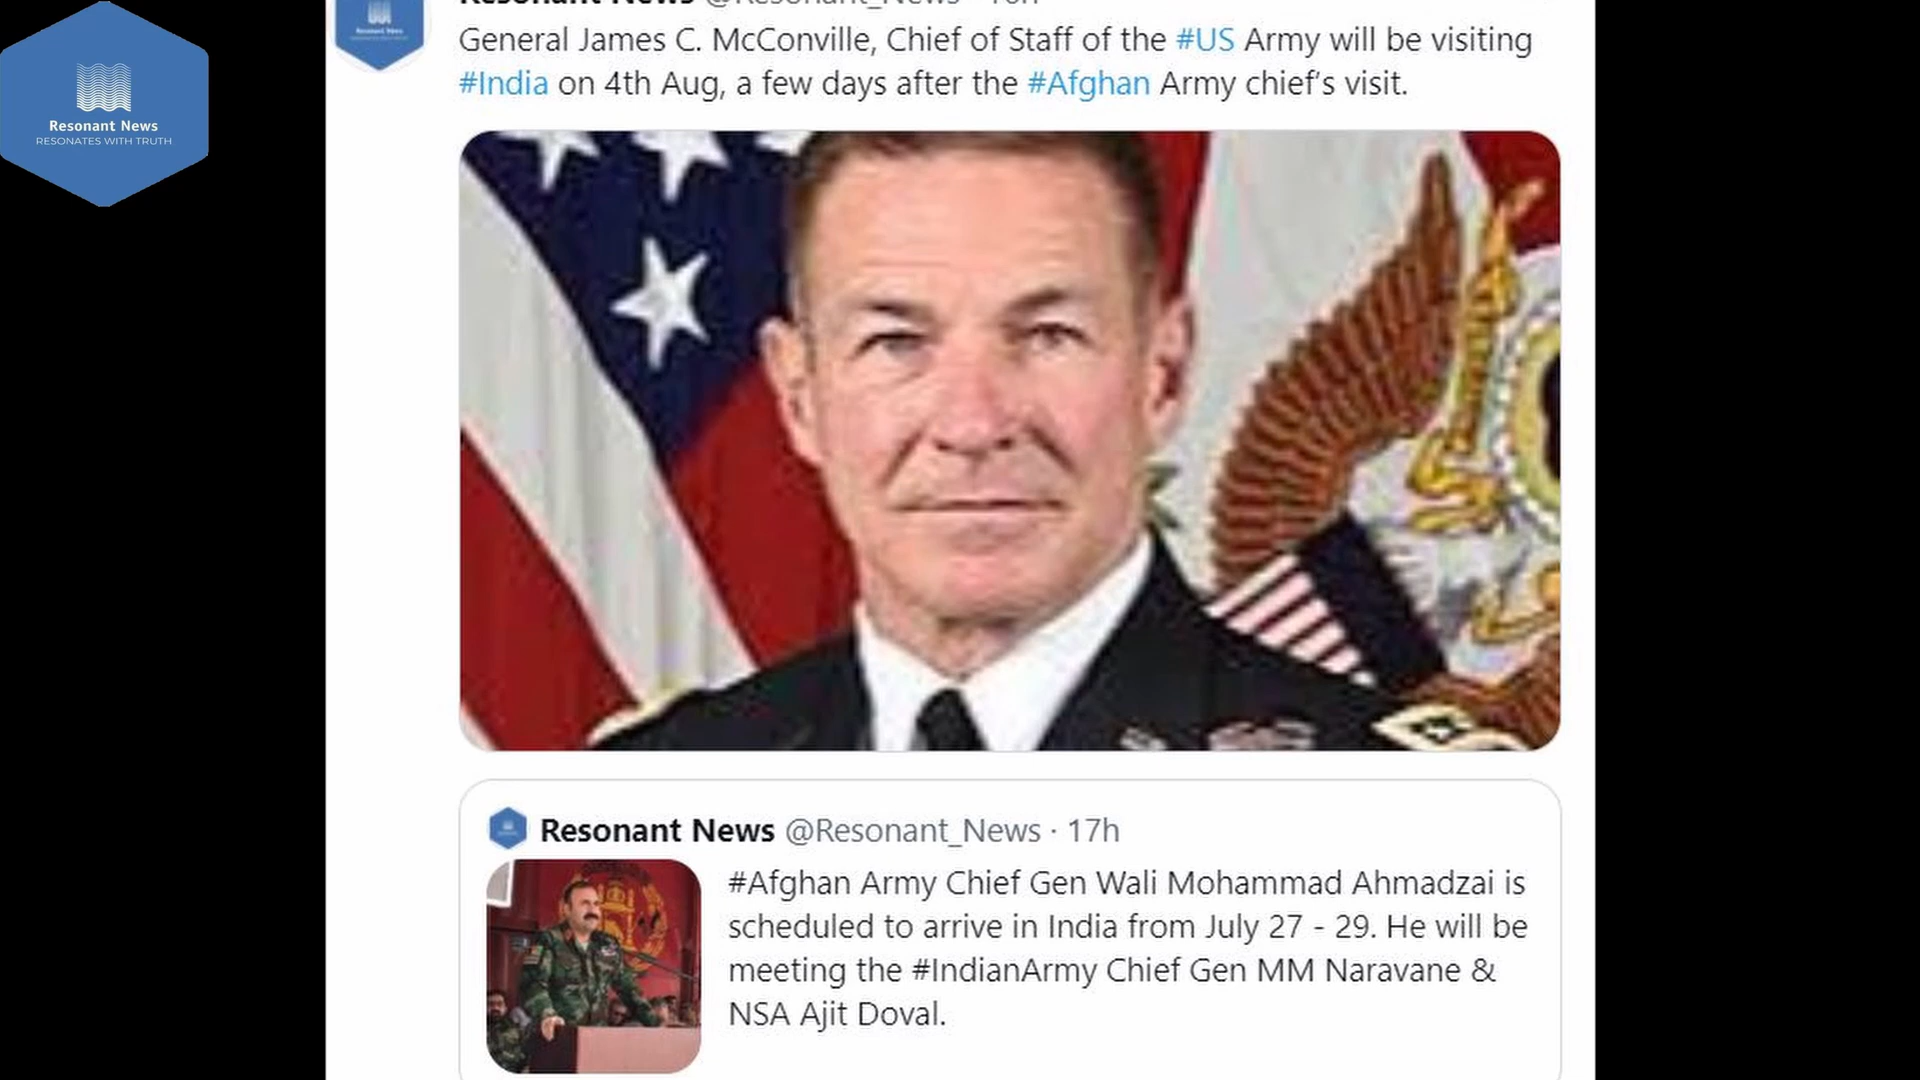 Resonant News @Resonant_News
General James C. McConville, Chief of Staff of the #US Army will be visiting
#India on 4th Aug, a few days after the #Afghan Army chief’s visit.
Resonant News
RESONATES WITH TRUTH
Resonant News @Resonant_News · 17h
#Afghan Army Chief Gen Wali Mohammad Ahmadzai is
scheduled to arrive in India from July 27 - 29. He will be
meeting the #IndianArmy Chief Gen MM Naravane &
NSA Ajit Doval.